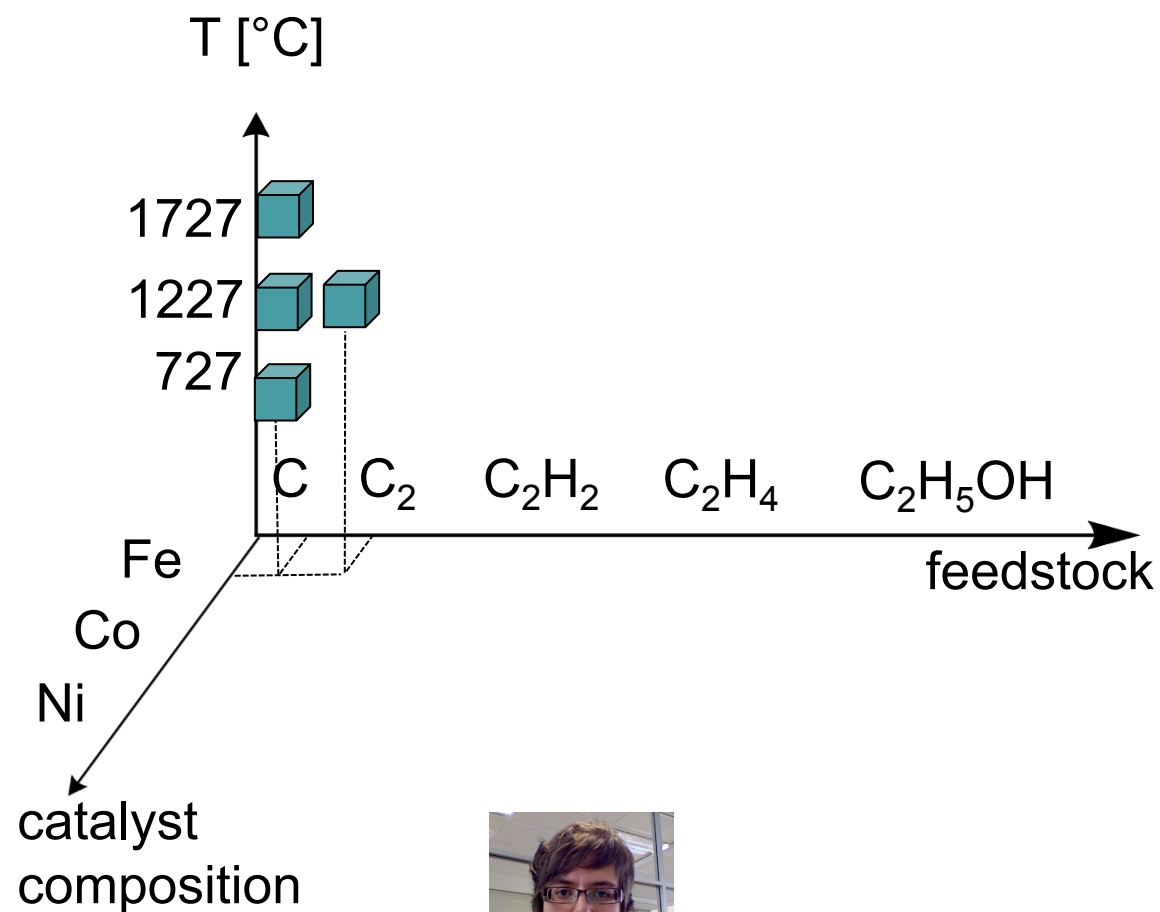 T [°C]
1727
1227
727
C C₂ C₂H₂ C₂H₄ C₂H₅OH
feedstock
Fe
Co
Ni
catalyst
composition